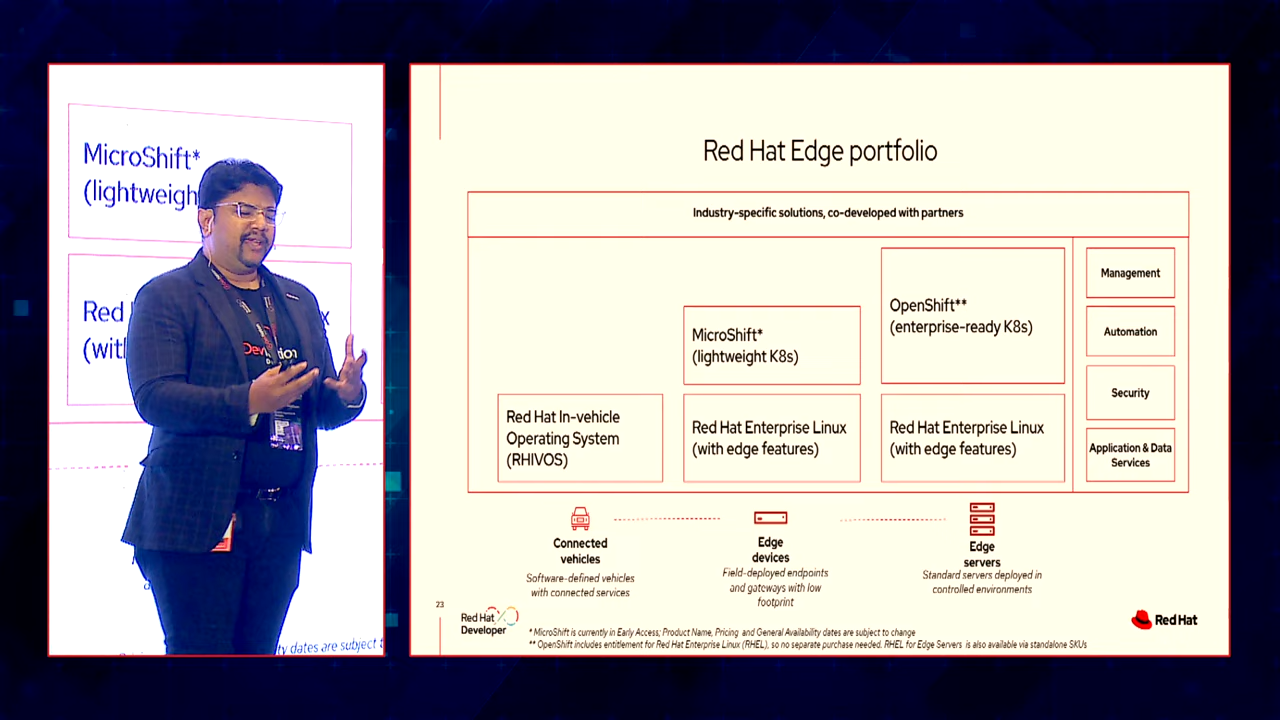 MicroShift*
(lightweigh
Red
x
(wit
ty dates are subject t
Red Hat Edge portfolio
Industry-specific solutions, co-developed with partners
MicroShift*
(lightweight K8s)
OpenShift**
(enterprise-ready K8s)
Red Hat In-vehicle
Operating System
(RHIVOS)
Red Hat Enterprise Linux
(with edge features)
Red Hat Enterprise Linux
(with edge features)
Management
Automation
Security
Application & Data
Services
Connected
vehicles
Software-defined vehicles
with connected services
Edge
devices
Field-deployed endpoints
and gateways with low
footprint
Edge
servers
Standard servers deployed in
controlled environments
23
Red Hat
Developer
* MicroShift is currently in Early Access; Product Name, Pricing and General Availability dates are subject to change
** OpenShift includes entitlement for Red Hat Enterprise Linux (RHEL), so no separate purchase needed. RHEL for Edge Servers is also available via standalone SKUs
Red Hat